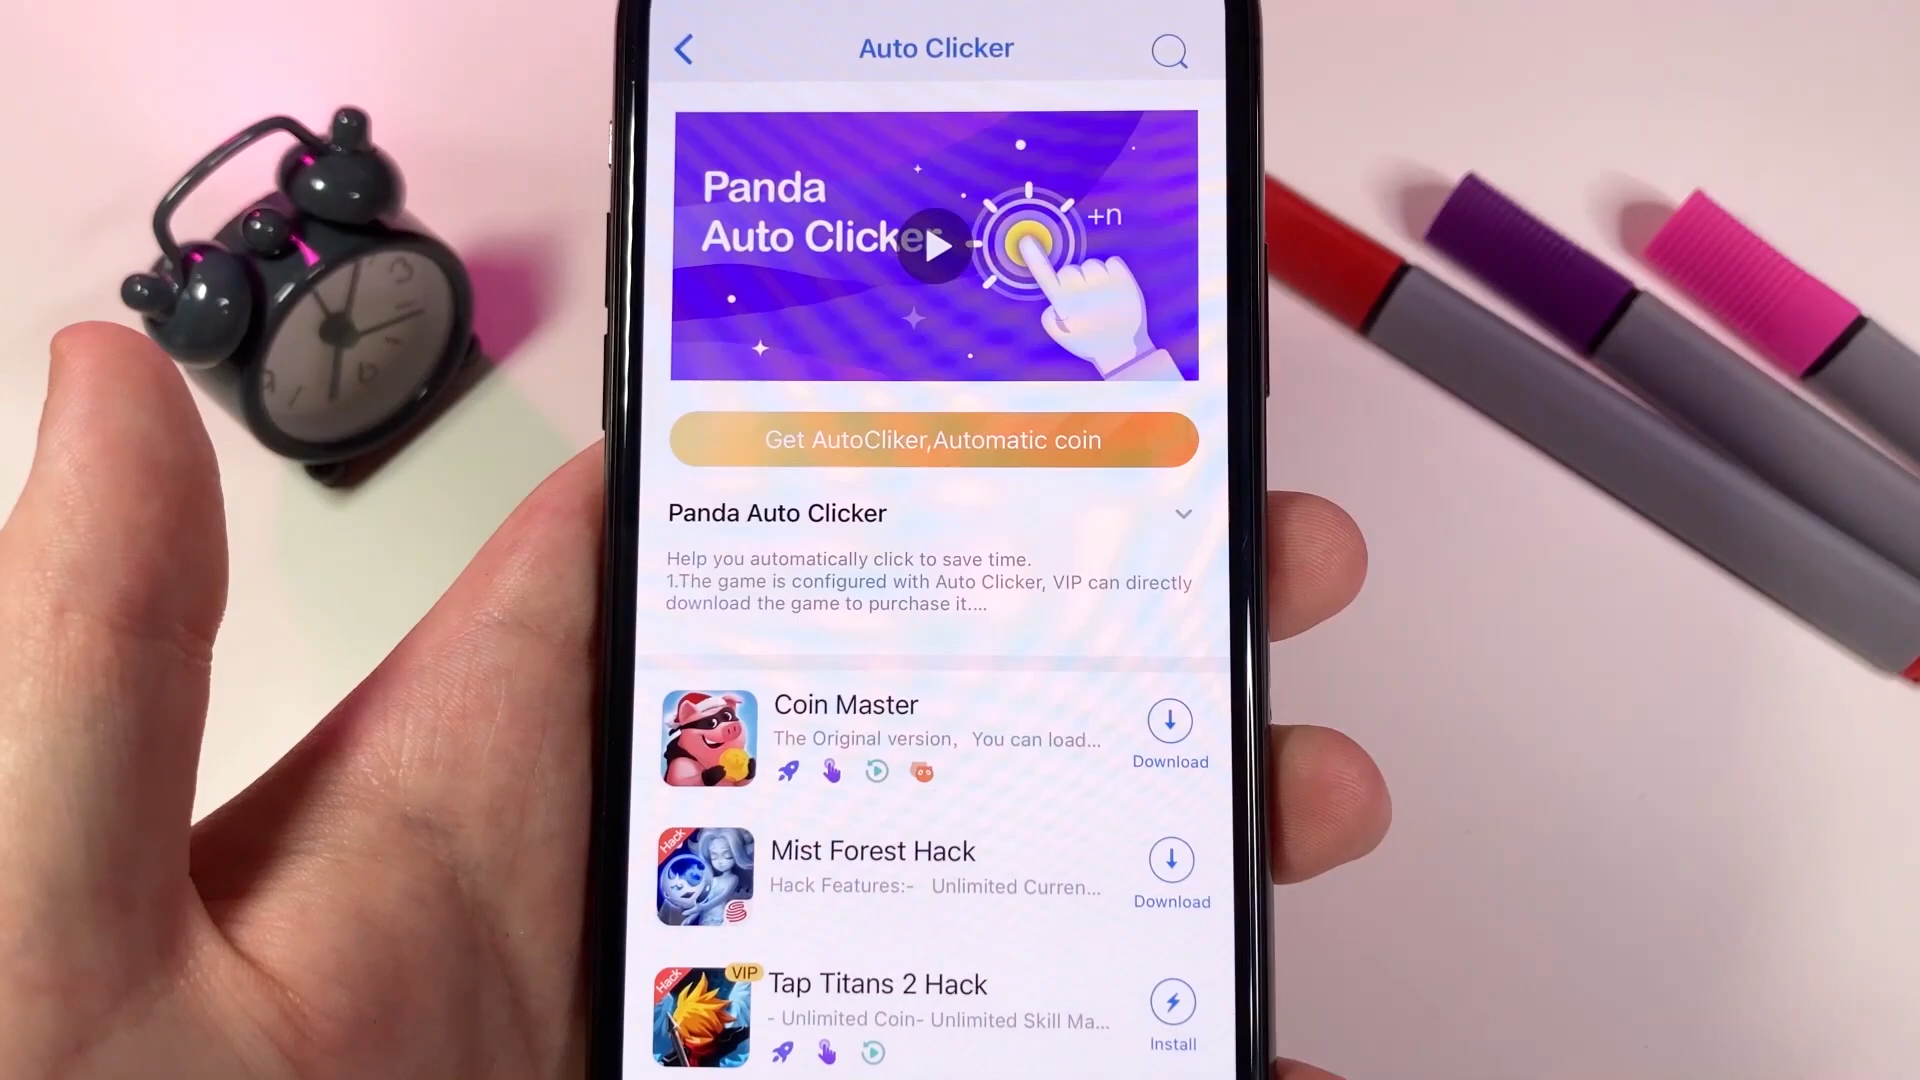 Auto Clicker
Panda
Auto Clicker
+n
Get AutoCliker,Automatic coin
Panda Auto Clicker
Help you automatically click to save time.
1.The game is configured with Auto Clicker, VIP can directly
download the game to purchase it....
Coin Master
The Original version，You can load...
Download
Hack
Mist Forest Hack
Hack Features:- Unlimited Curren...
Download
Hack
VIP
Tap Titans 2 Hack
- Unlimited Coin- Unlimited Skill Ma...
Install